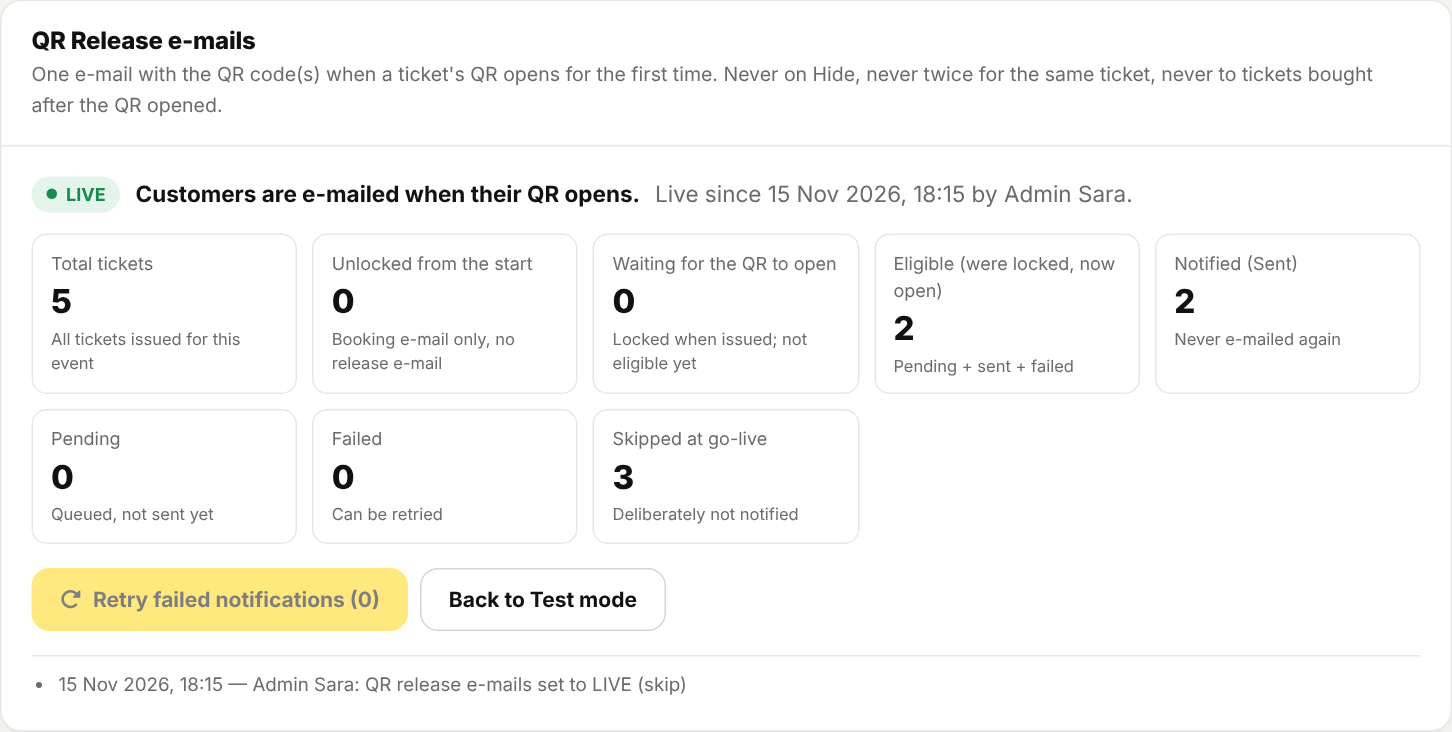 QR Release e-mails
One e-mail with the QR code(s) when a ticket's QR opens for the first time. Never on Hide, never twice for the same ticket, never to tickets bought
after the QR opened.
LIVE Customers are e-mailed when their QR opens. Live since 15 Nov 2026, 18:15 by Admin Sara.
Total tickets
5
All tickets issued for this
event
Unlocked from the start
0
Booking e-mail only, no
release e-mail
Waiting for the QR to open
0
Locked when issued; not
eligible yet
Eligible (were locked, now
open)
2
Pending + sent + failed
Notified (Sent)
2
Never e-mailed again
Pending
0
Queued, not sent yet
Failed
0
Can be retried
Skipped at go-live
3
Deliberately not notified
Retry failed notifications (0)
Back to Test mode
• 15 Nov 2026, 18:15 — Admin Sara: QR release e-mails set to LIVE (skip)